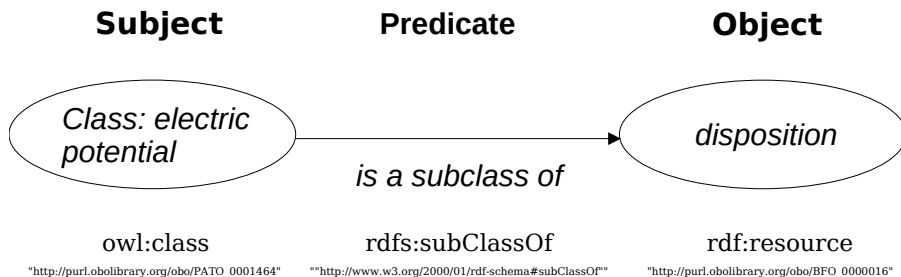 Subject Predicate Object
Class: electric
potential
disposition
is a subclass of
owl:class rdfs:subClassOf rdf:resource
"http://purl.obolibrary.org/obo/PATO_0001464" ""http://www.w3.org/2000/01/rdf-schema#subClassOf"" "http://purl.obolibrary.org/obo/BFO_0000016"